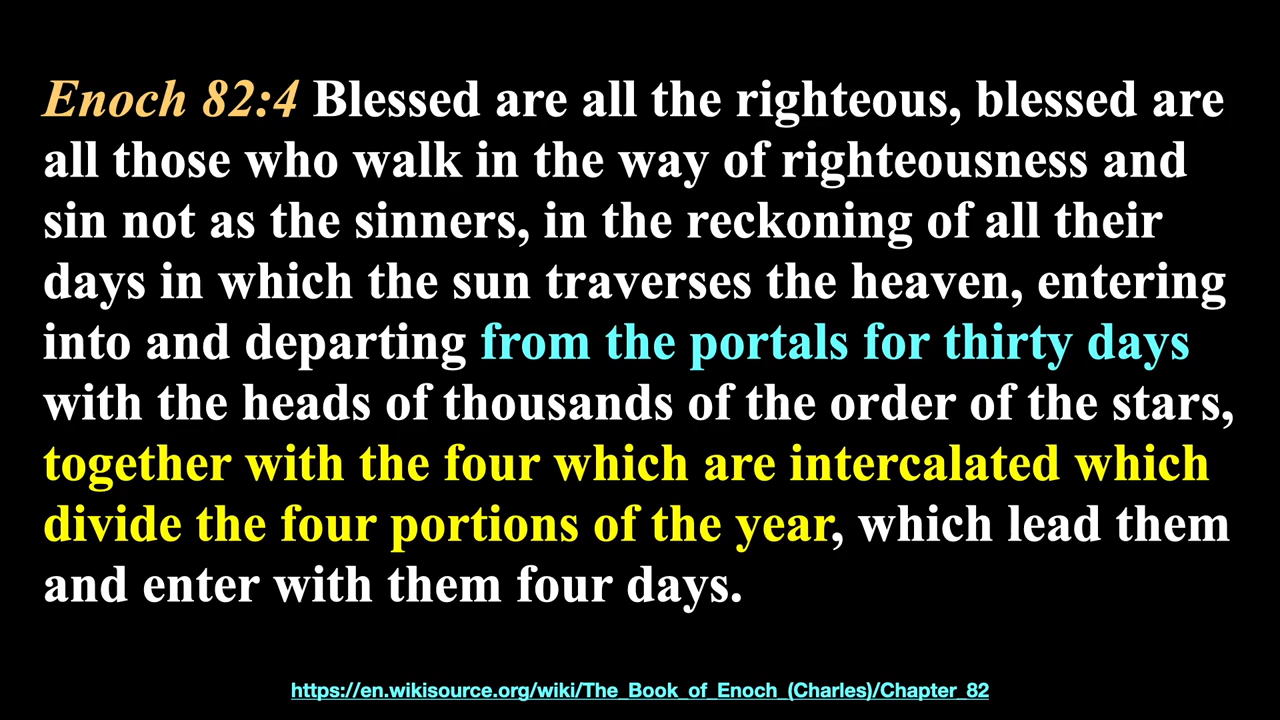 Enoch 82:4 Blessed are all the righteous, blessed are
all those who walk in the way of righteousness and
sin not as the sinners, in the reckoning of all their
days in which the sun traverses the heaven, entering
into and departing from the portals for thirty days
with the heads of thousands of the order of the stars,
together with the four which are intercalated which
divide the four portions of the year, which lead them
and enter with them four days.
https://en.wikisource.org/wiki/The_Book_of_Enoch_(Charles)/Chapter_82